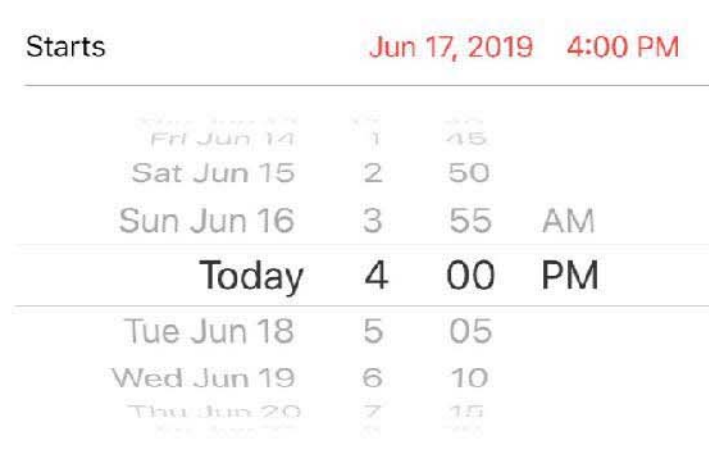 Starts Jun 17, 2019 4:00 PM
Fri Jun 14 1 45
Sat Jun 15 2 50
Sun Jun 16 3 55 AM
Today 4 00 PM
Tue Jun 18 5 05
Wed Jun 19 6 10
Thu Jun 20 7 15